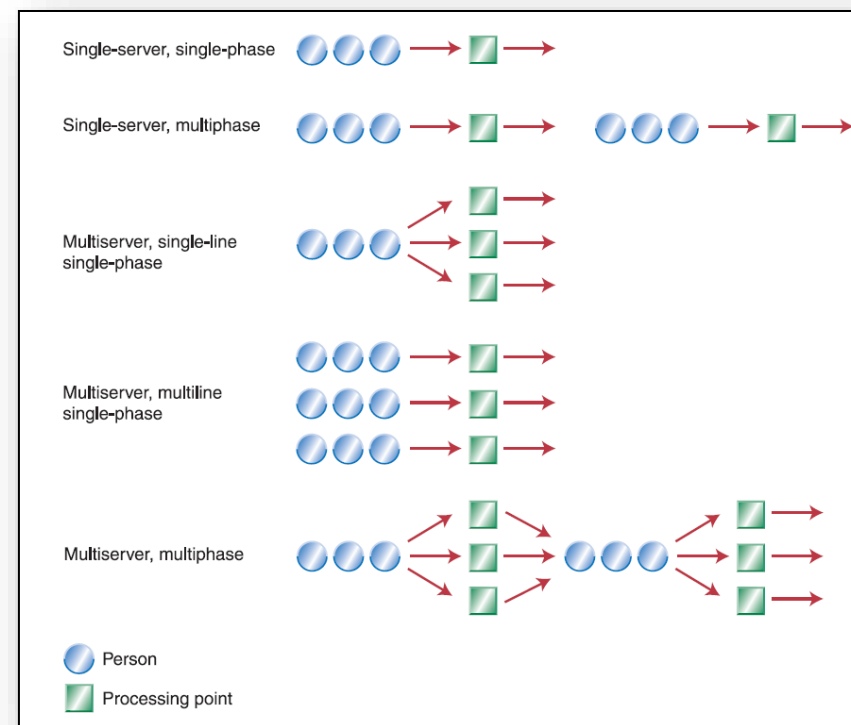 Single-server, single-phase
Single-server, multiphase
Multiserver, single-line
single-phase
Multiserver, multiline
single-phase
Multiserver, multiphase
Person
Processing point